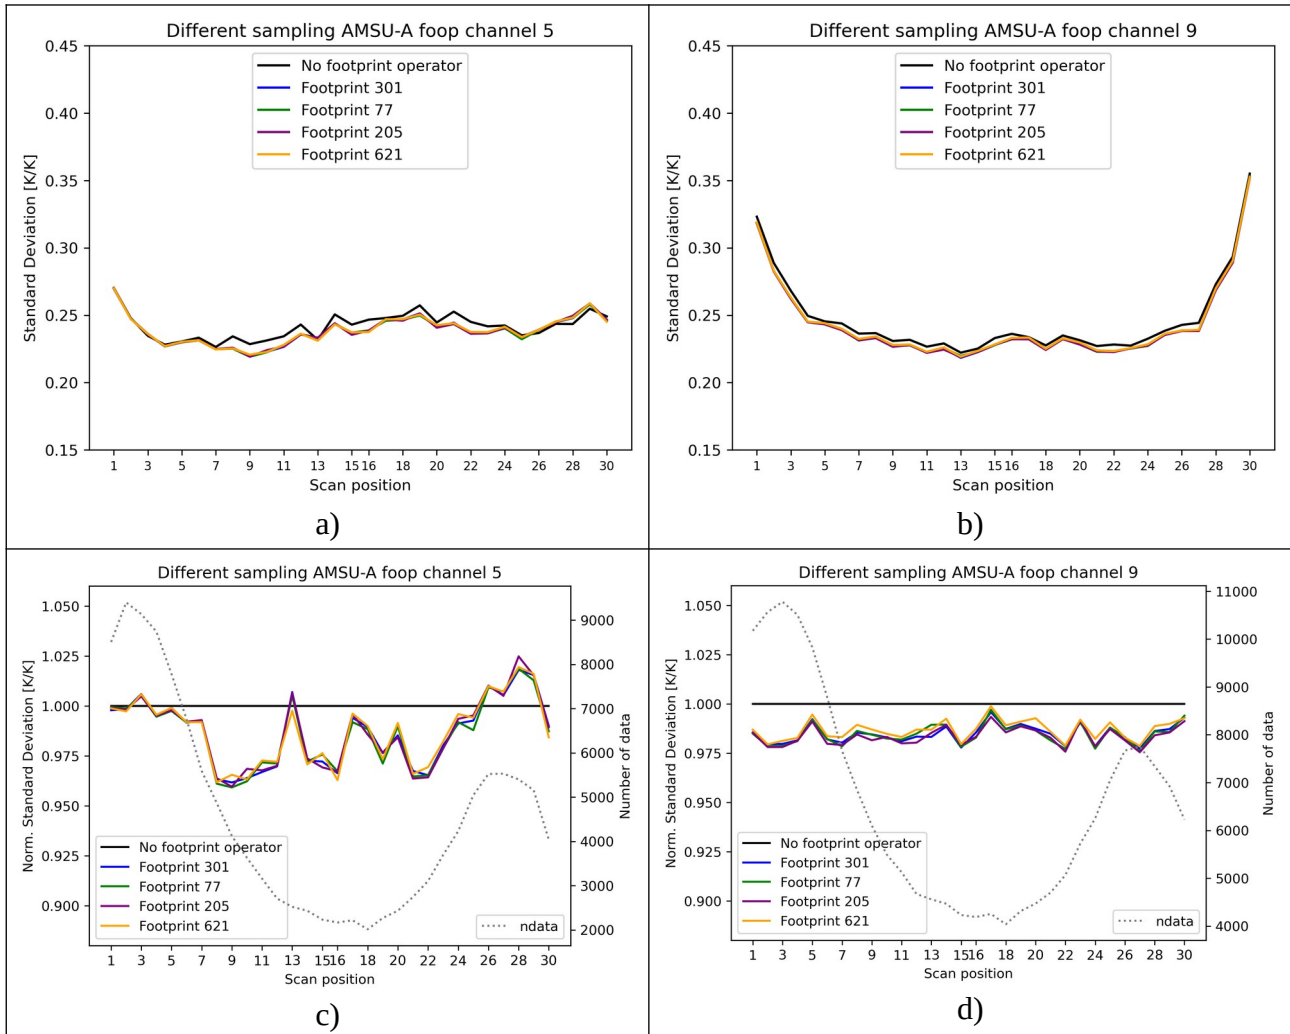 Different sampling AMSU-A foop channel 5
No footprint operator
Footprint 301
Footprint 77
Footprint 205
Footprint 621
Standard Deviation [K/K]
0.45
0.40
0.35
0.30
0.25
0.20
0.15
1 3 5 7 9 11 13 15 16 18 20 22 24 26 28 30
Scan position
a)
Different sampling AMSU-A foop channel 9
No footprint operator
Footprint 301
Footprint 77
Footprint 205
Footprint 621
Standard Deviation [K/K]
0.45
0.40
0.35
0.30
0.25
0.20
0.15
1 3 5 7 9 11 13 15 16 18 20 22 24 26 28 30
Scan position
b)
Different sampling AMSU-A foop channel 5
Norm. Standard Deviation [K/K]
1.050
1.025
1.000
0.975
0.950
0.925
0.900
No footprint operator
Footprint 301
Footprint 77
Footprint 205
Footprint 621
ndata
9000
8000
7000
6000
5000
4000
3000
2000
Number of data
1 3 5 7 9 11 13 15 16 18 20 22 24 26 28 30
Scan position
c)
Different sampling AMSU-A foop channel 9
Norm. Standard Deviation [K/K]
1.050
1.025
1.000
0.975
0.950
0.925
0.900
No footprint operator
Footprint 301
Footprint 77
Footprint 205
Footprint 621
ndata
11000
10000
9000
8000
7000
6000
5000
4000
Number of data
1 3 5 7 9 11 13 15 16 18 20 22 24 26 28 30
Scan position
d)